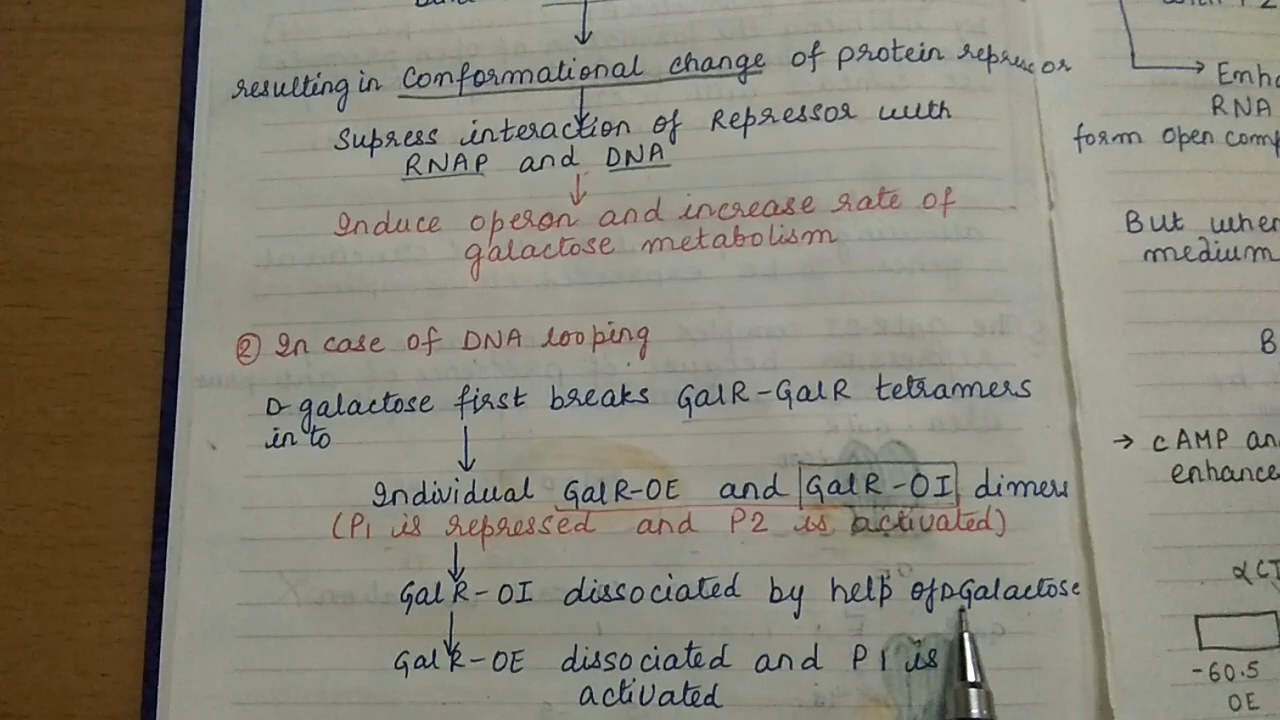 resulting in conformational change of protein repressor
Supress interaction of Repressor with
RNAP and DNA
Induce operon and increase rate of
galactose metabolism
② In case of DNA looping
D-galactose first breaks GalR-GalR tetramers
in to
Individual GalR-OE and GalR-OI dimers
(P1 is repressed and P2 is activated)
GalR-OI dissociated by help of D Galactose
GalR-OE dissociated and P1 is
activated
RNA
form open
But when
medium
B
→ cAMP
enhance
-60.5
OE